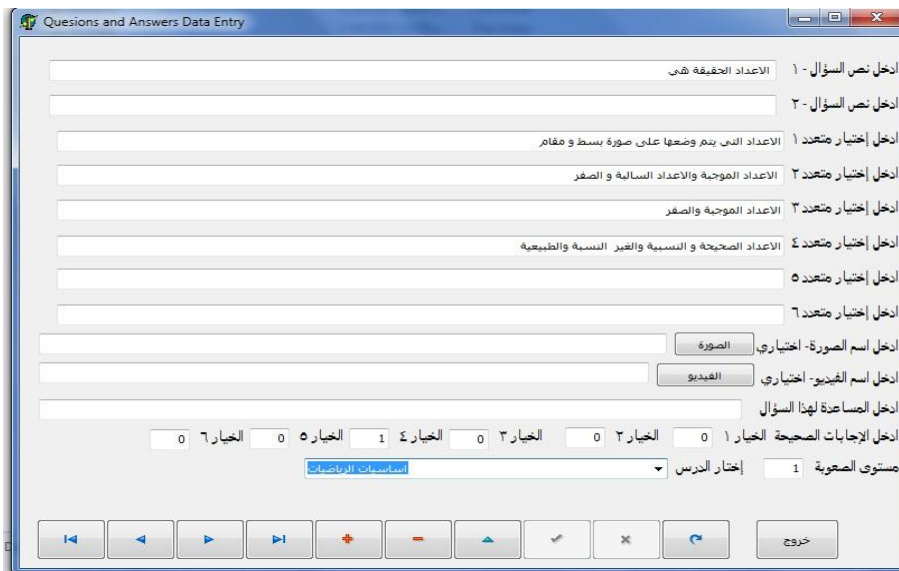 Quesions and Answers Data Entry
ادخل نص السؤال - ١ الاعداد الحقيقة هي
ادخل نص السؤال - ٢
ادخل إختيار متعدد ١ الاعداد التي يتم وضعها على صورة بسط و مقام
ادخل إختيار متعدد ٢ الاعداد الموجبة والاعداد السالبة و الصفر
ادخل إختيار متعدد ٣ الاعداد الموجبة والصفر
ادخل إختيار متعدد ٤ الاعداد الصحيحة و النسبية والغير النسبة والطبيعية
ادخل إختيار متعدد ٥
ادخل إختيار متعدد ٦
ادخل اسم الصورة- اختياري الصورة
ادخل اسم الفيديو- اختياري الفيديو
ادخل المساعدة لهذا السؤال
ادخل الإجابات الصحيحة الخيار ١ 0 الخيار ٢ 0 الخيار ٣ 0 الخيار ٤ 1 الخيار ٥ 0 الخيار ٦ 0
مستوى الصعوبة 1 إختار الدرس اساسيات الرياضيات
خروج